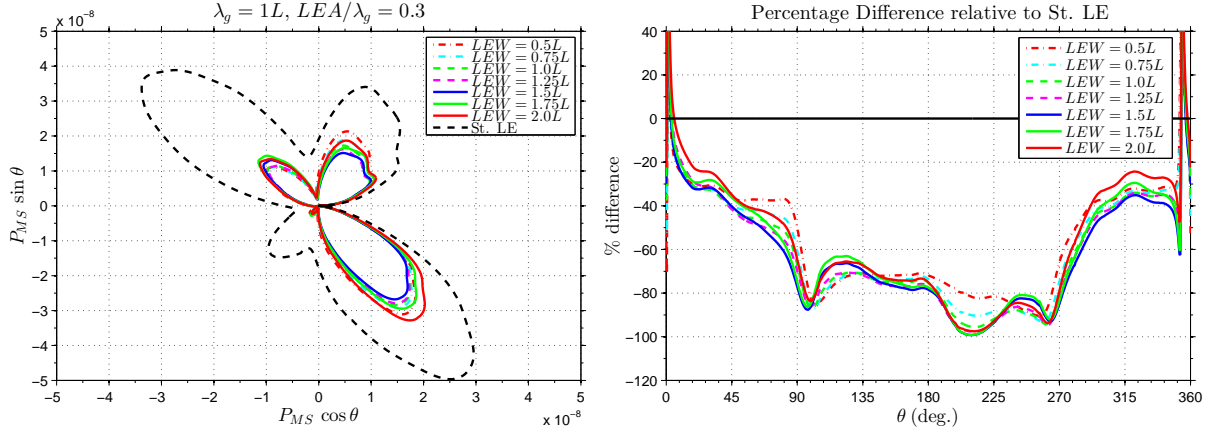 λg = 1L, LEA/λg = 0.3
x 10⁻⁸
5
4
3
2
1
0
−1
−2
−3
−4
−5
−5 −4 −3 −2 −1 0 1 2 3 4 5
x 10⁻⁸
P_MS sin θ
P_MS cos θ
LEW = 0.5L
LEW = 0.75L
LEW = 1.0L
LEW = 1.25L
LEW = 1.5L
LEW = 1.75L
LEW = 2.0L
St. LE
Percentage Difference relative to St. LE
40
20
0
−20
−40
−60
−80
−100
−120
0 45 90 135 180 225 270 315 360
% difference
θ (deg.)
LEW = 0.5L
LEW = 0.75L
LEW = 1.0L
LEW = 1.25L
LEW = 1.5L
LEW = 1.75L
LEW = 2.0L